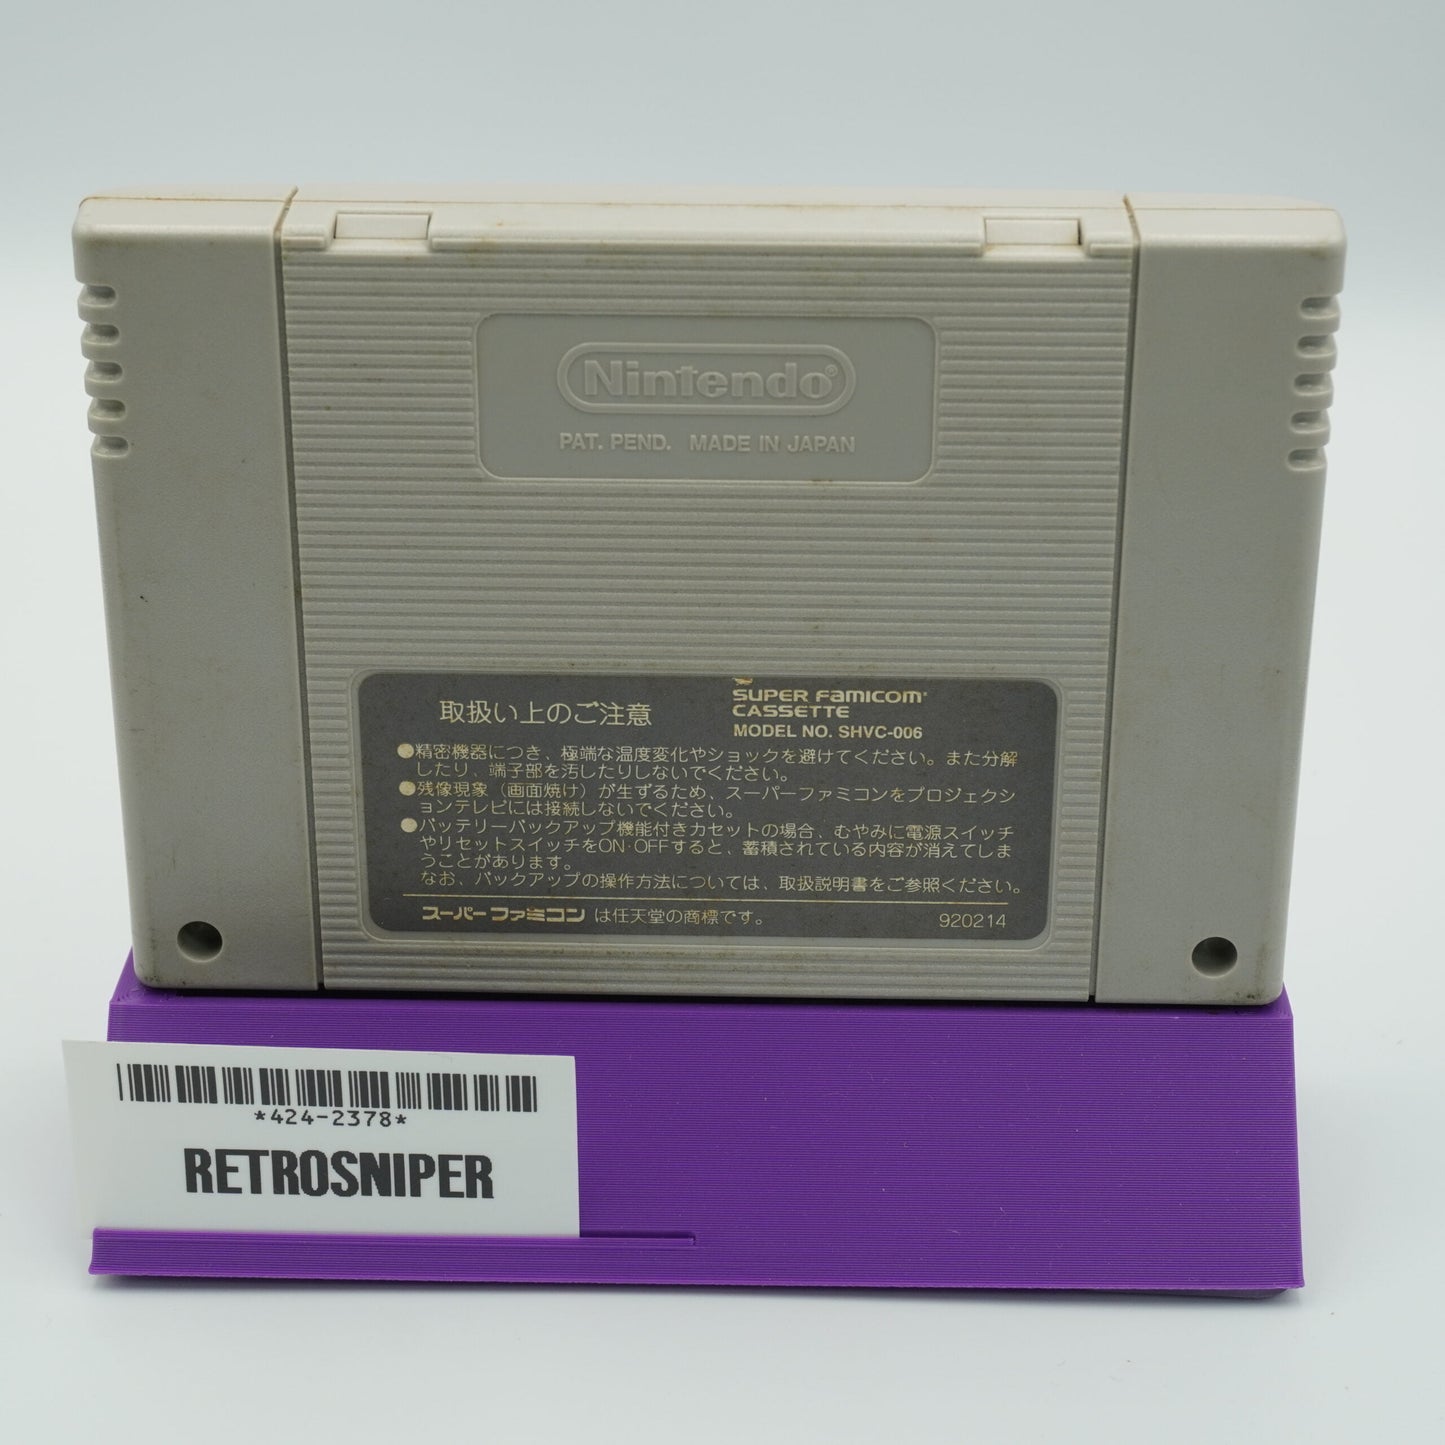 Nintendo®
PAT. PEND. MADE IN JAPAN
取扱い上のご注意
SUPER FAMICOM
CASSETTE
MODEL NO. SHVC-006
●精密機器につき、極端な温度変化やショックを避けてください。また分解
したり、端子部を汚したりしないでください。
●残像現象（画面焼け）が生ずるため、スーパーファミコンをプロジェクシ
ョンテレビには接続しないでください。
●バッテリーバックアップ機能付きカセットの場合、むやみに電源スイッチ
やリセットスイッチをON·OFFすると、蓄積されている内容が消えてしま
うことがあります。
なお、バックアップの操作方法については、取扱説明書をご参照ください。
スーパーファミコン は任天堂の商標です。
920214
*424-2378*
RETROSNIPER